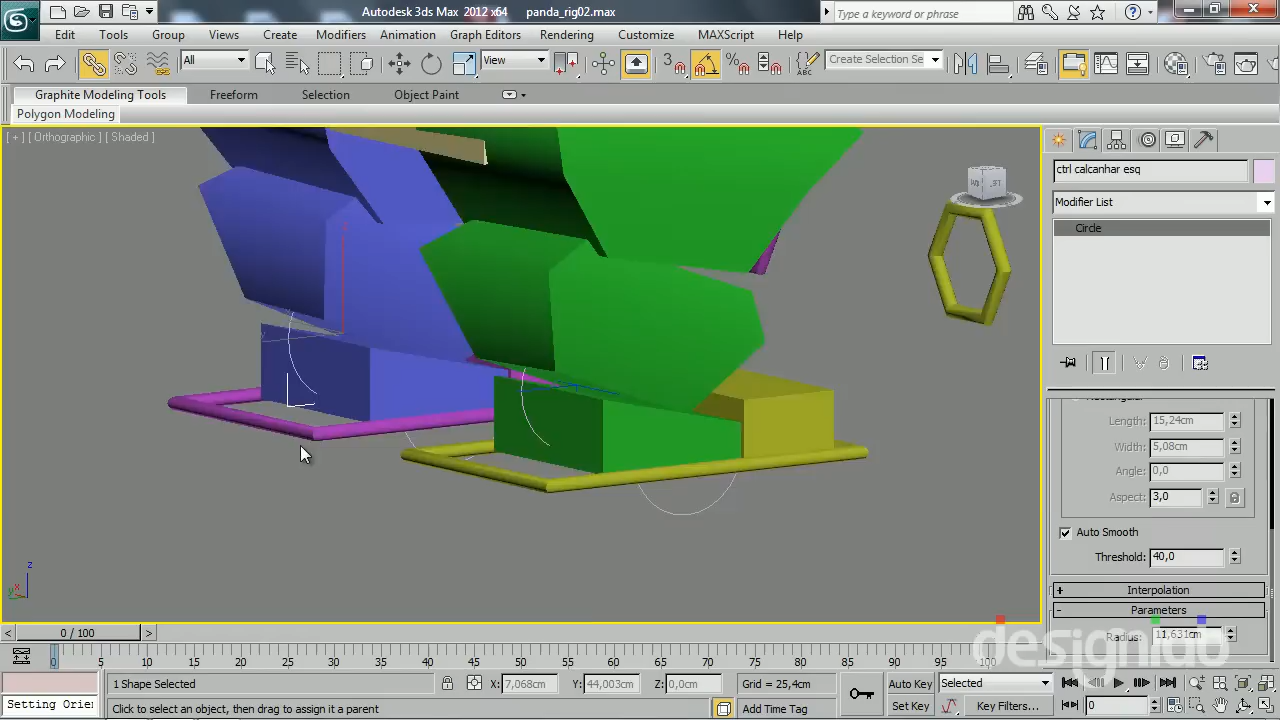 Autodesk 3ds Max 2012 x64 panda_rig02.max
Type a keyword or phrase
Edit Tools Group Views Create Modifiers Animation Graph Editors Rendering Customize MAXScript Help
All View 3 Create Selection Se
Graphite Modeling Tools Freeform Selection Object Paint
Polygon Modeling
[ + ] [ Orthographic ] [ Shaded ]
ctrl calcanhar esq
Modifier List
Circle
Length: 15,24cm
Width: 5,08cm
Angle: 0,0
Aspect: 3,0
Auto Smooth
Threshold: 40,0
+ Interpolation
- Parameters
Radius: 11,631cm
designlab
z
x
y
< 0 / 100 >
0 5 10 15 20 25 30 35 40 45 50 55 60 65 70 75 80 85 90 95 100
1 Shape Selected X: 7,068cm Y: 44,003cm Z: 0,0cm Grid = 25,4cm Auto Key Selected
Setting Orie Click to select an object, then drag to assign it a parent Add Time Tag Set Key Key Filters... 0